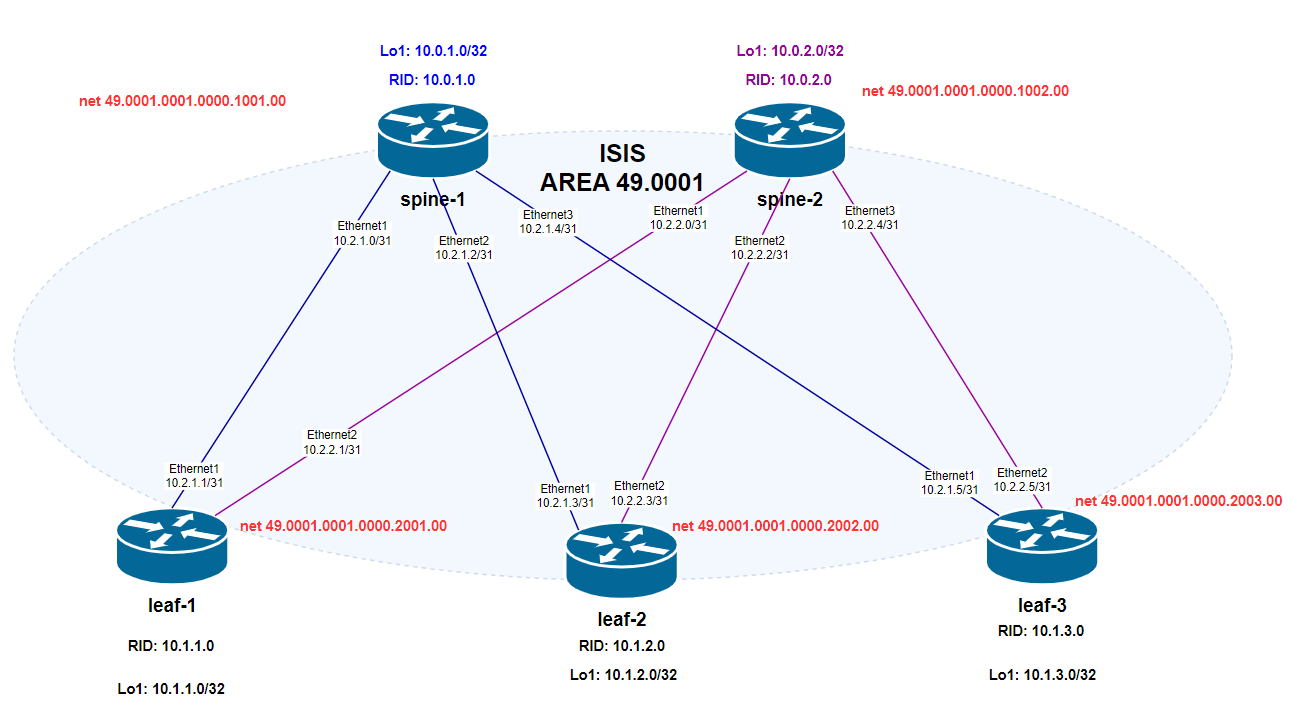 Lo1: 10.0.1.0/32
RID: 10.0.1.0
net 49.0001.0001.0000.1001.00
Lo1: 10.0.2.0/32
RID: 10.0.2.0
net 49.0001.0001.0000.1002.00
ISIS
AREA 49.0001
spine-1
spine-2
Ethernet1
10.2.1.0/31
Ethernet2
10.2.1.2/31
Ethernet3
10.2.1.4/31
Ethernet1
10.2.2.0/31
Ethernet2
10.2.2.2/31
Ethernet3
10.2.2.4/31
Ethernet2
10.2.2.1/31
Ethernet1
10.2.1.1/31
Ethernet1
10.2.1.3/31
Ethernet2
10.2.2.3/31
Ethernet1
10.2.1.5/31
Ethernet2
10.2.2.5/31
net 49.0001.0001.0000.2001.00
net 49.0001.0001.0000.2002.00
net 49.0001.0001.0000.2003.00
leaf-1
RID: 10.1.1.0
Lo1: 10.1.1.0/32
leaf-2
RID: 10.1.2.0
Lo1: 10.1.2.0/32
leaf-3
RID: 10.1.3.0
Lo1: 10.1.3.0/32